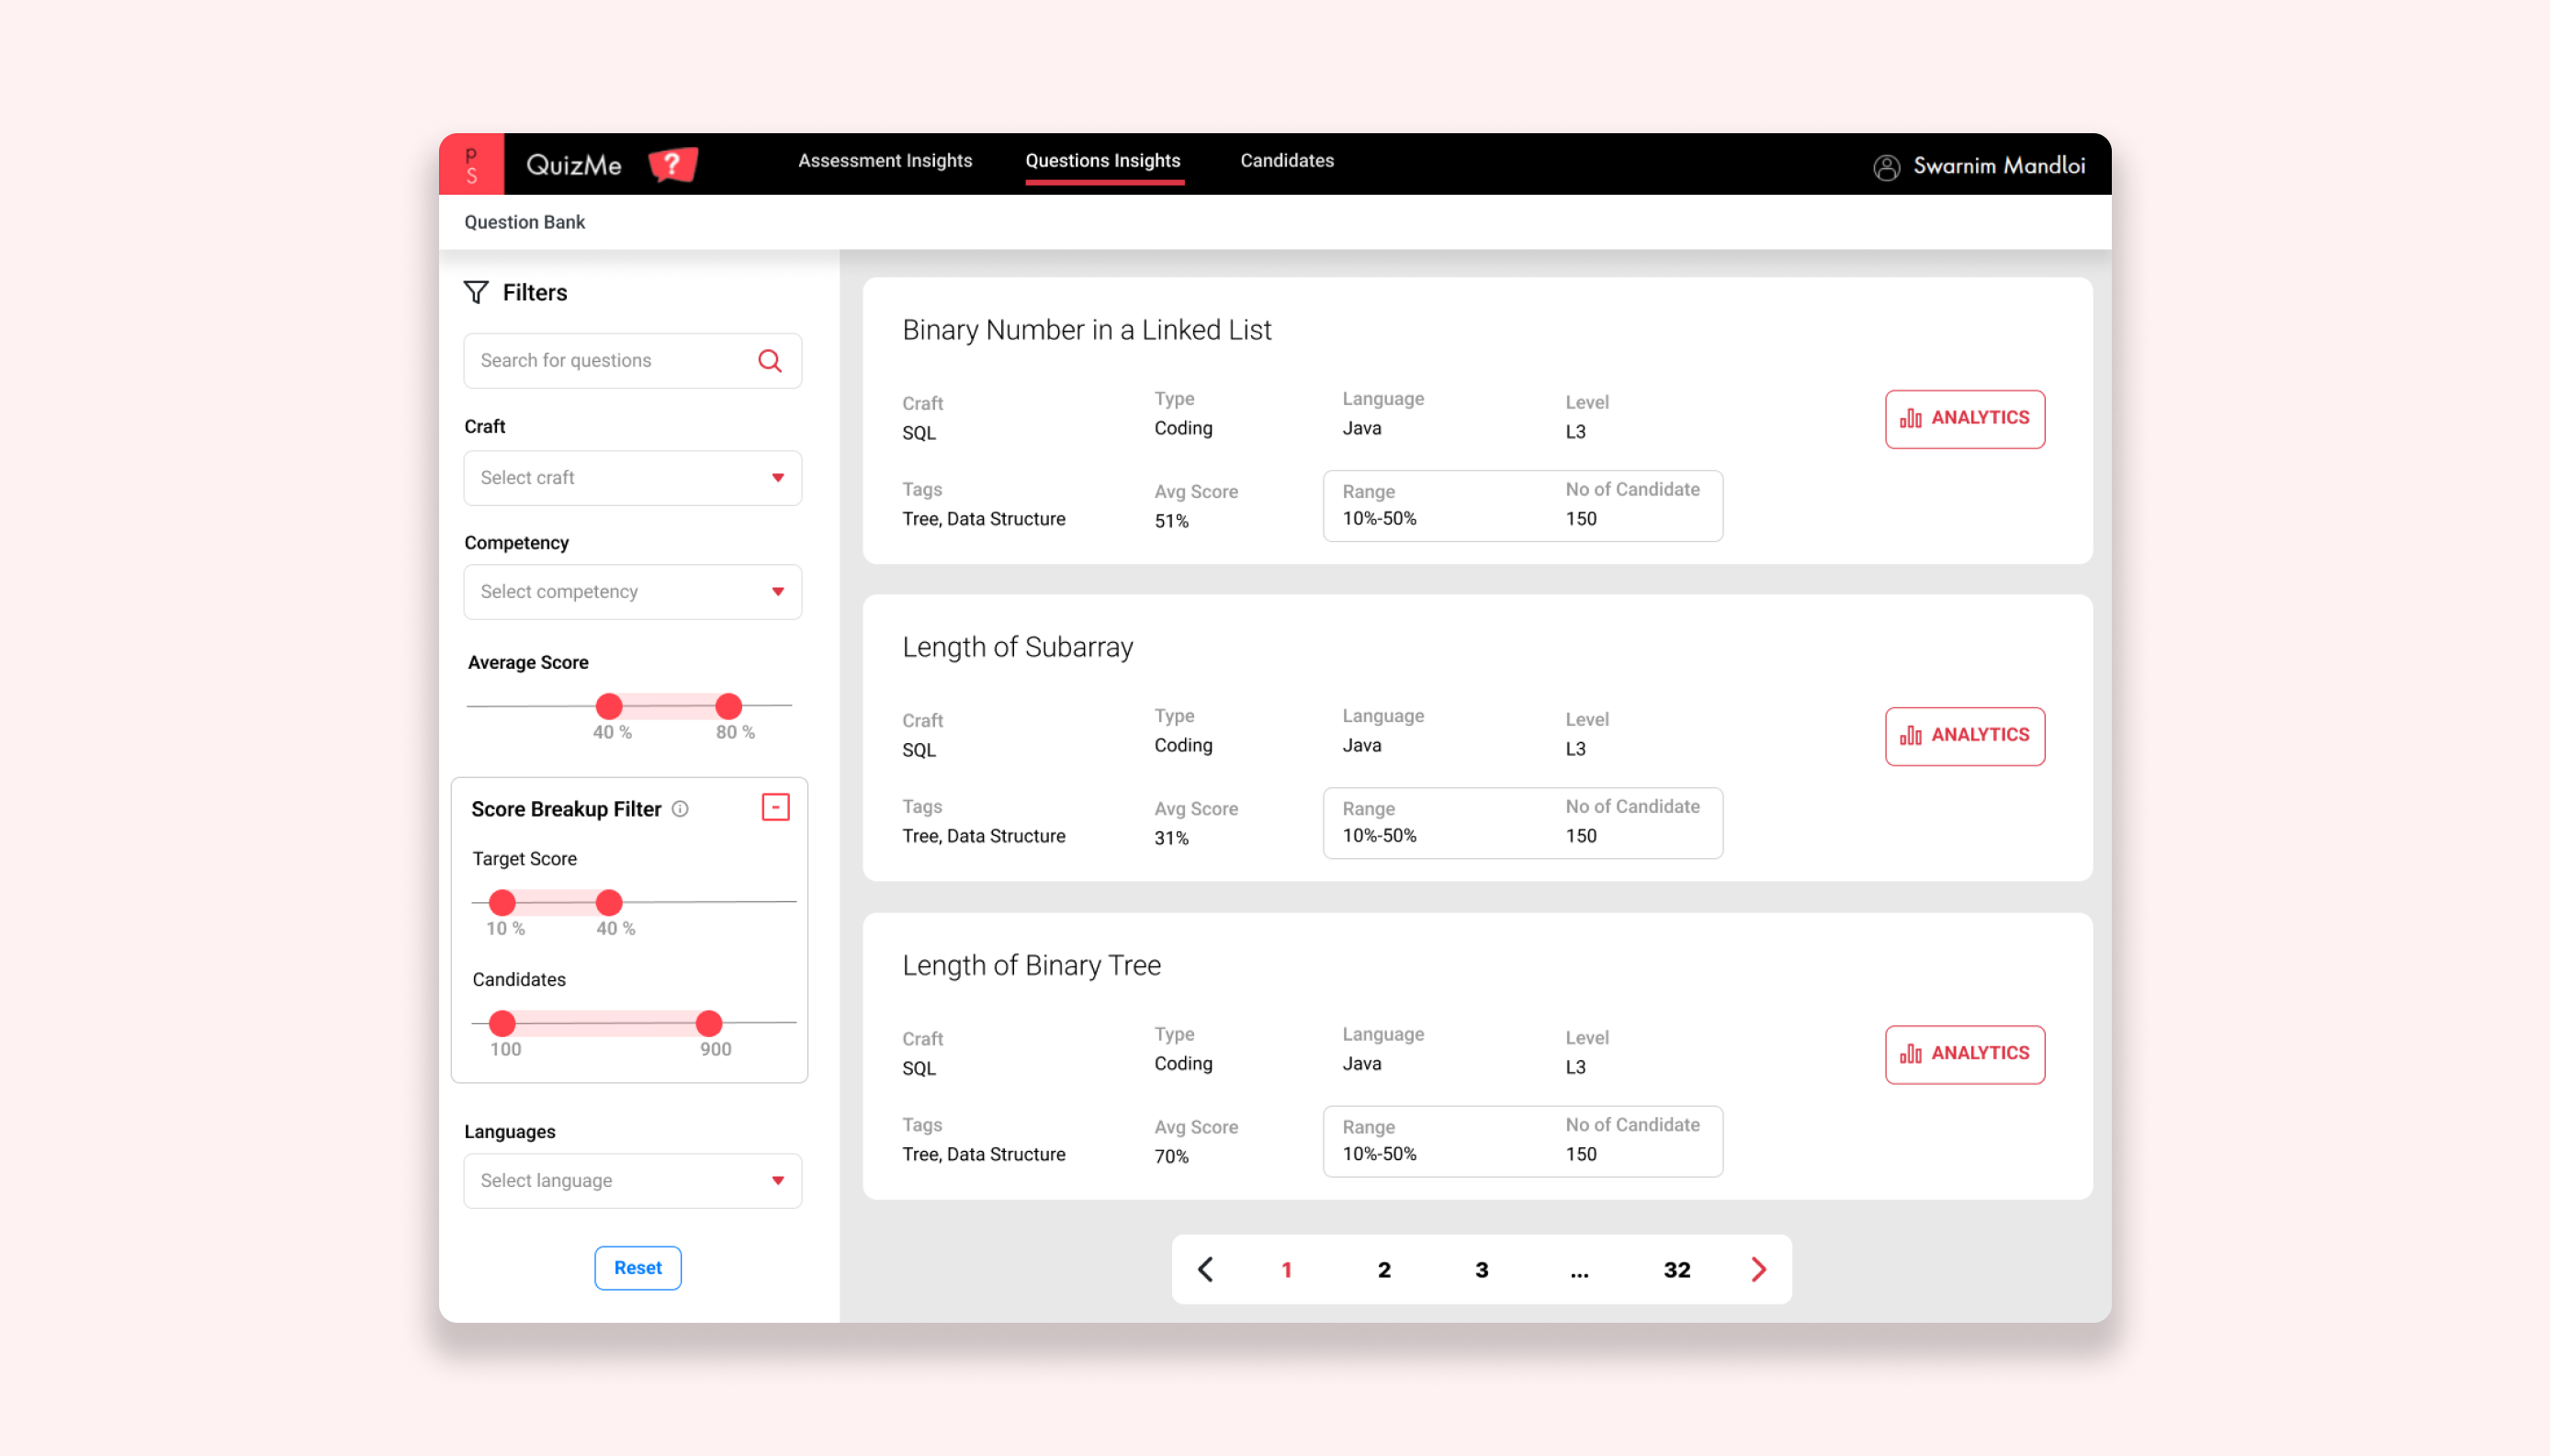 P
S
QuizMe ?
Assessment Insights Questions Insights Candidates
Swarnim Mandloi
Question Bank
Filters
Search for questions
Craft
Select craft
Competency
Select competency
Average Score
40 % 80 %
Score Breakup Filter -
Target Score
10 % 40 %
Candidates
100 900
Languages
Select language
Reset
Binary Number in a Linked List
Craft Type Language Level
SQL Coding Java L3
ANALYTICS
Tags Avg Score Range No of Candidate
Tree, Data Structure 51% 10%-50% 150
Length of Subarray
Craft Type Language Level
SQL Coding Java L3
ANALYTICS
Tags Avg Score Range No of Candidate
Tree, Data Structure 31% 10%-50% 150
Length of Binary Tree
Craft Type Language Level
SQL Coding Java L3
ANALYTICS
Tags Avg Score Range No of Candidate
Tree, Data Structure 70% 10%-50% 150
1 2 3 ... 32